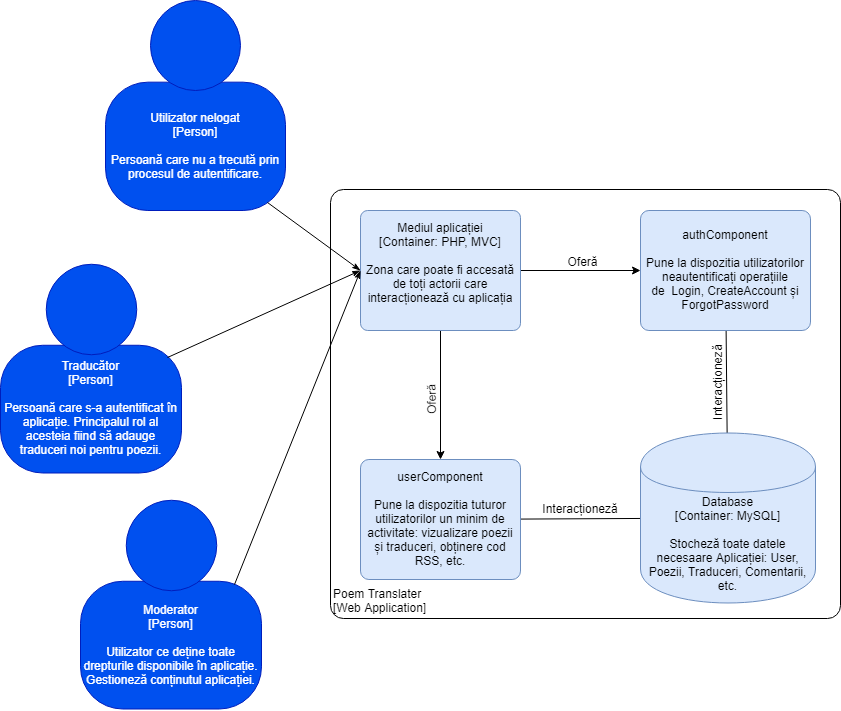 Utilizator nelogat
[Person]
Persoană care nu a trecută prin
procesul de autentificare.
Traducător
[Person]
Persoană care s-a autentificat în
aplicație. Principalul rol al
acesteia fiind să adauge
traduceri noi pentru poezii.
Moderator
[Person]
Utilizator ce deține toate
drepturile disponibile în aplicație.
Gestioneză conținutul aplicației.
Mediul aplicației
[Container: PHP, MVC]
Zona care poate fi accesată
de toți actorii care
interacționează cu aplicația
Oferă
authComponent
Pune la dispozitia utilizatorilor
neautentificați operațiile
de Login, CreateAccount și
ForgotPassword
Oferă
Interacționeză
userComponent
Pune la dispozitia tuturor
utilizatorilor un minim de
activitate: vizualizare poezii
și traduceri, obținere cod
RSS, etc.
Interacționeză
Database
[Container: MySQL]
Stocheză toate datele
necesaare Aplicației: User,
Poezii, Traduceri, Comentarii,
etc.
Poem Translater
[Web Application]